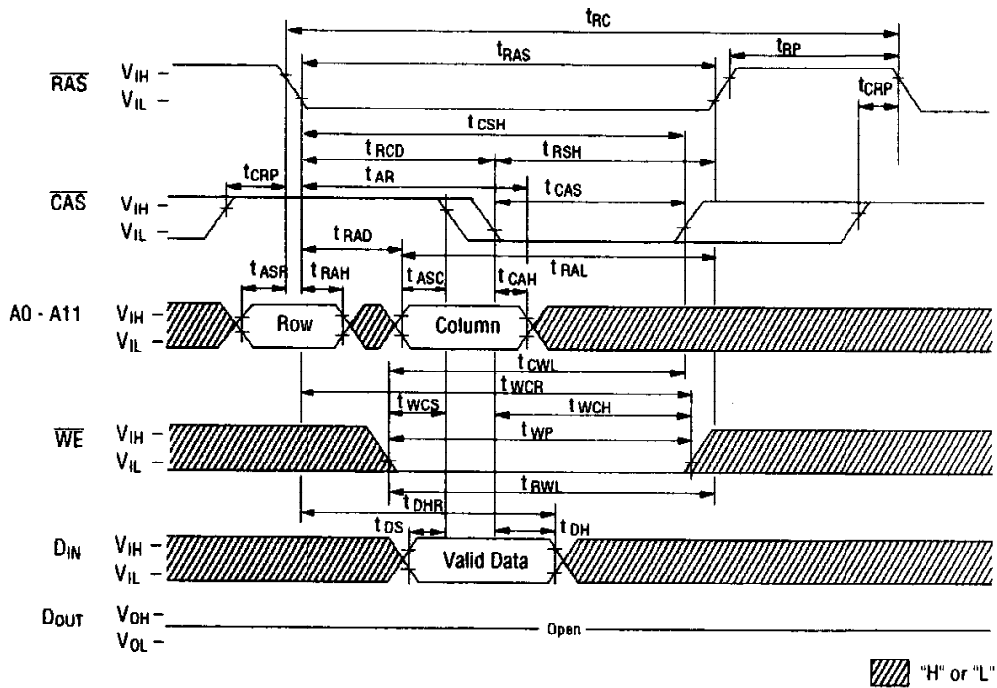 tRC
tRAS
tRP
RAS
VIH
VIL
tCRP
tCSH
tRCD
tRSH
tCRP
tAR
tCAS
CAS
VIH
VIL
tRAD
tRAL
tASR
tRAH
tASC
tCAH
A0 - A11
VIH
VIL
Row
Column
tCWL
tWCR
tWCS
tWCH
WE
VIH
VIL
tWP
tRWL
tDHR
tDS
tDH
DIN
VIH
VIL
Valid Data
DOUT
VOH
VOL
Open
"H" or "L"